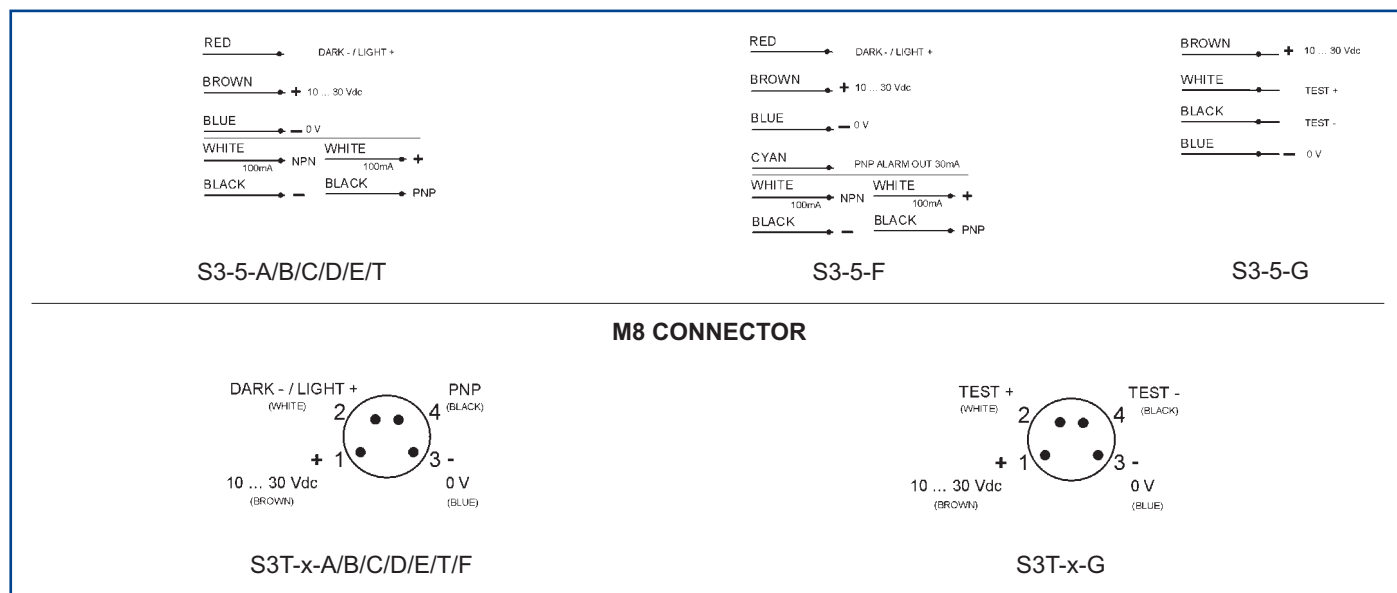 RED
DARK - / LIGHT +
BROWN
+ 10 ... 30 Vdc
BLUE
- 0 V
WHITE 100mA NPN WHITE 100mA +
BLACK - BLACK PNP
S3-5-A/B/C/D/E/T
RED
DARK - / LIGHT +
BROWN
+ 10 ... 30 Vdc
BLUE
- 0 V
CYAN
PNP ALARM OUT 30mA
WHITE 100mA NPN WHITE 100mA +
BLACK - BLACK PNP
S3-5-F
BROWN
+ 10 ... 30 Vdc
WHITE
TEST +
BLACK
TEST -
BLUE
- 0 V
S3-5-G
M8 CONNECTOR
DARK - / LIGHT +
(WHITE)
2
PNP
(BLACK)
4
+ 1
10 ... 30 Vdc
(BROWN)
3 -
0 V
(BLUE)
S3T-x-A/B/C/D/E/T/F
TEST +
(WHITE)
2
TEST -
(BLACK)
4
+ 1
10 ... 30 Vdc
(BROWN)
3 -
0 V
(BLUE)
S3T-x-G